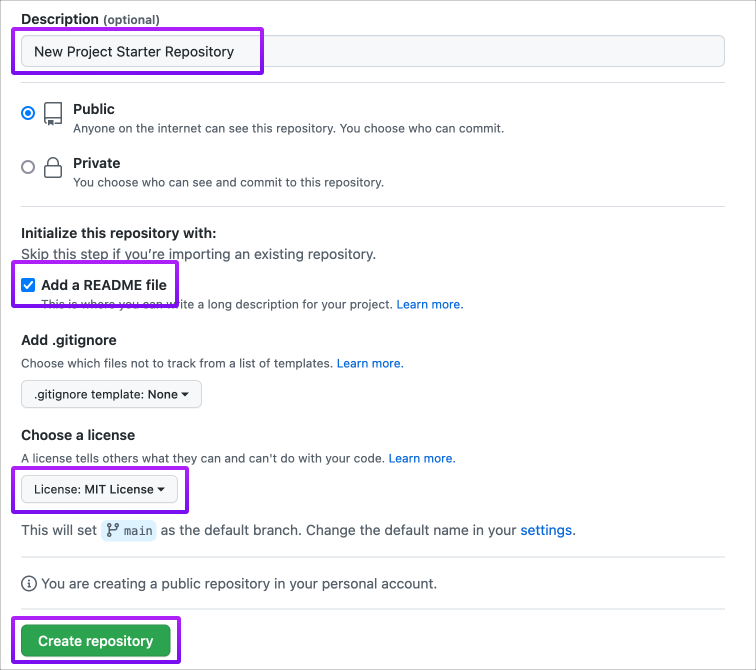 Description (optional)
New Project Starter Repository
Public
Anyone on the internet can see this repository. You choose who can commit.
Private
You choose who can see and commit to this repository.
Initialize this repository with:
Skip this step if you're importing an existing repository.
Add a README file
This is where you can write a long description for your project. Learn more.
Add .gitignore
Choose which files not to track from a list of templates. Learn more.
.gitignore template: None
Choose a license
A license tells others what they can and can't do with your code. Learn more.
License: MIT License
This will set main as the default branch. Change the default name in your settings.
You are creating a public repository in your personal account.
Create repository